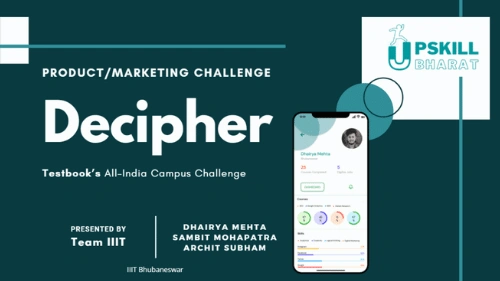 UPSKILL
BHARAT
PRODUCT/MARKETING CHALLENGE
Decipher
Testbook's All-India Campus Challenge
PRESENTED BY
Team IIIT
DHAIRYA MEHTA
SAMBIT MOHAPATRA
ARCHIT SUBHAM
IIIT Bhubaneswar
Dhairya Mehta